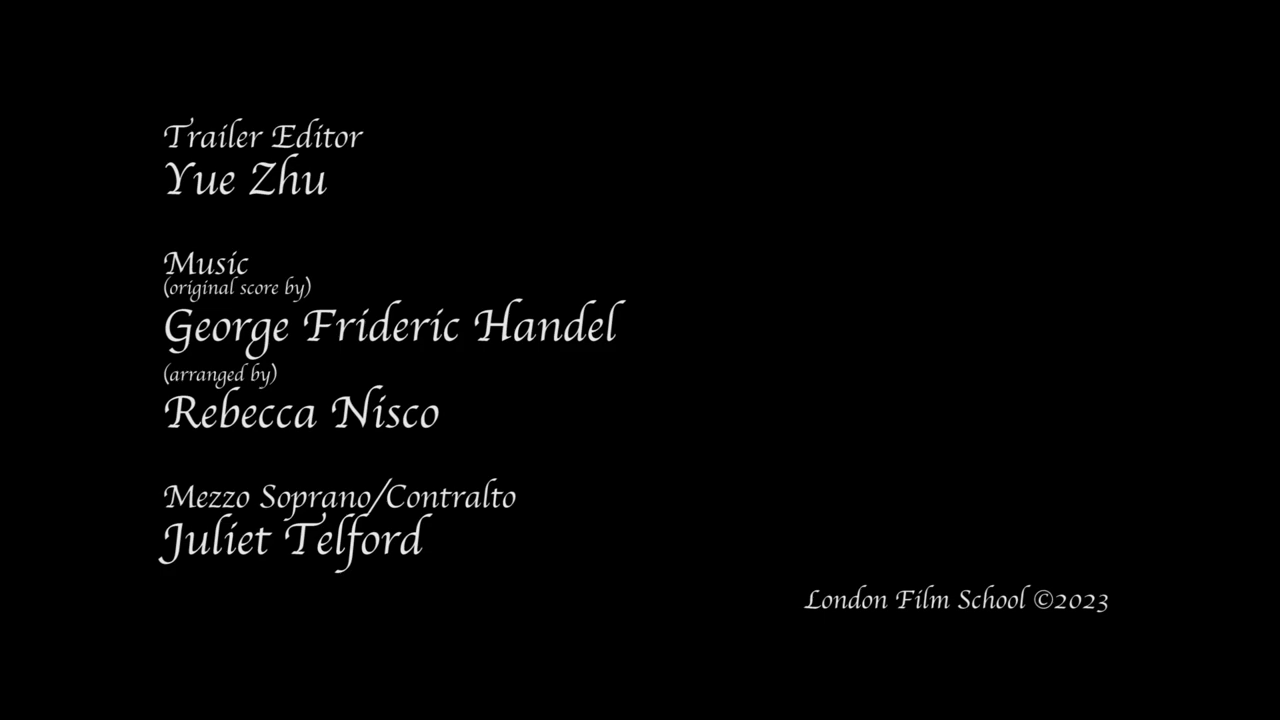 Trailer Editor
Yue Zhu
Music
(original score by)
George Frideric Handel
(arranged by)
Rebecca Nisco
Mezzo Soprano/Contralto
Juliet Telford
London Film School ©2023